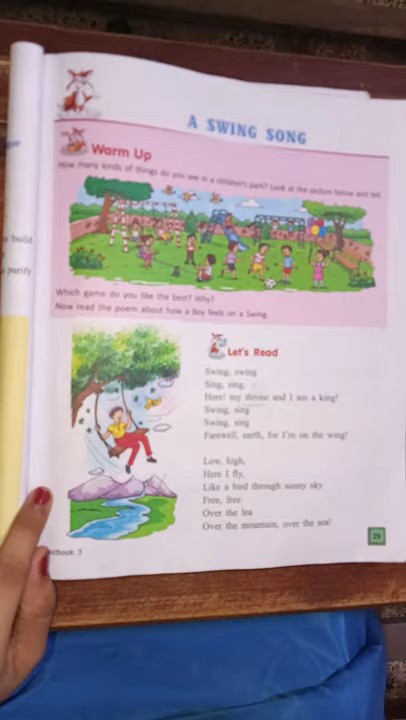 A SWING SONG
Warm Up
How many kinds of things do you see in a children's park? Look at the picture below and tell.
Which game do you like the best? Why?
Now read the poem about how a Boy feels on a Swing.
Let's Read
Swing, swing
Sing, sing,
Here! my throne and I am a king!
Swing, sing
Swing, sing
Farewell, earth, for I'm on the wing!
Low, high,
Here I fly,
Like a bird through sunny sky
Free, free
Over the lea
Over the mountain, over the sea!
29
build
purify